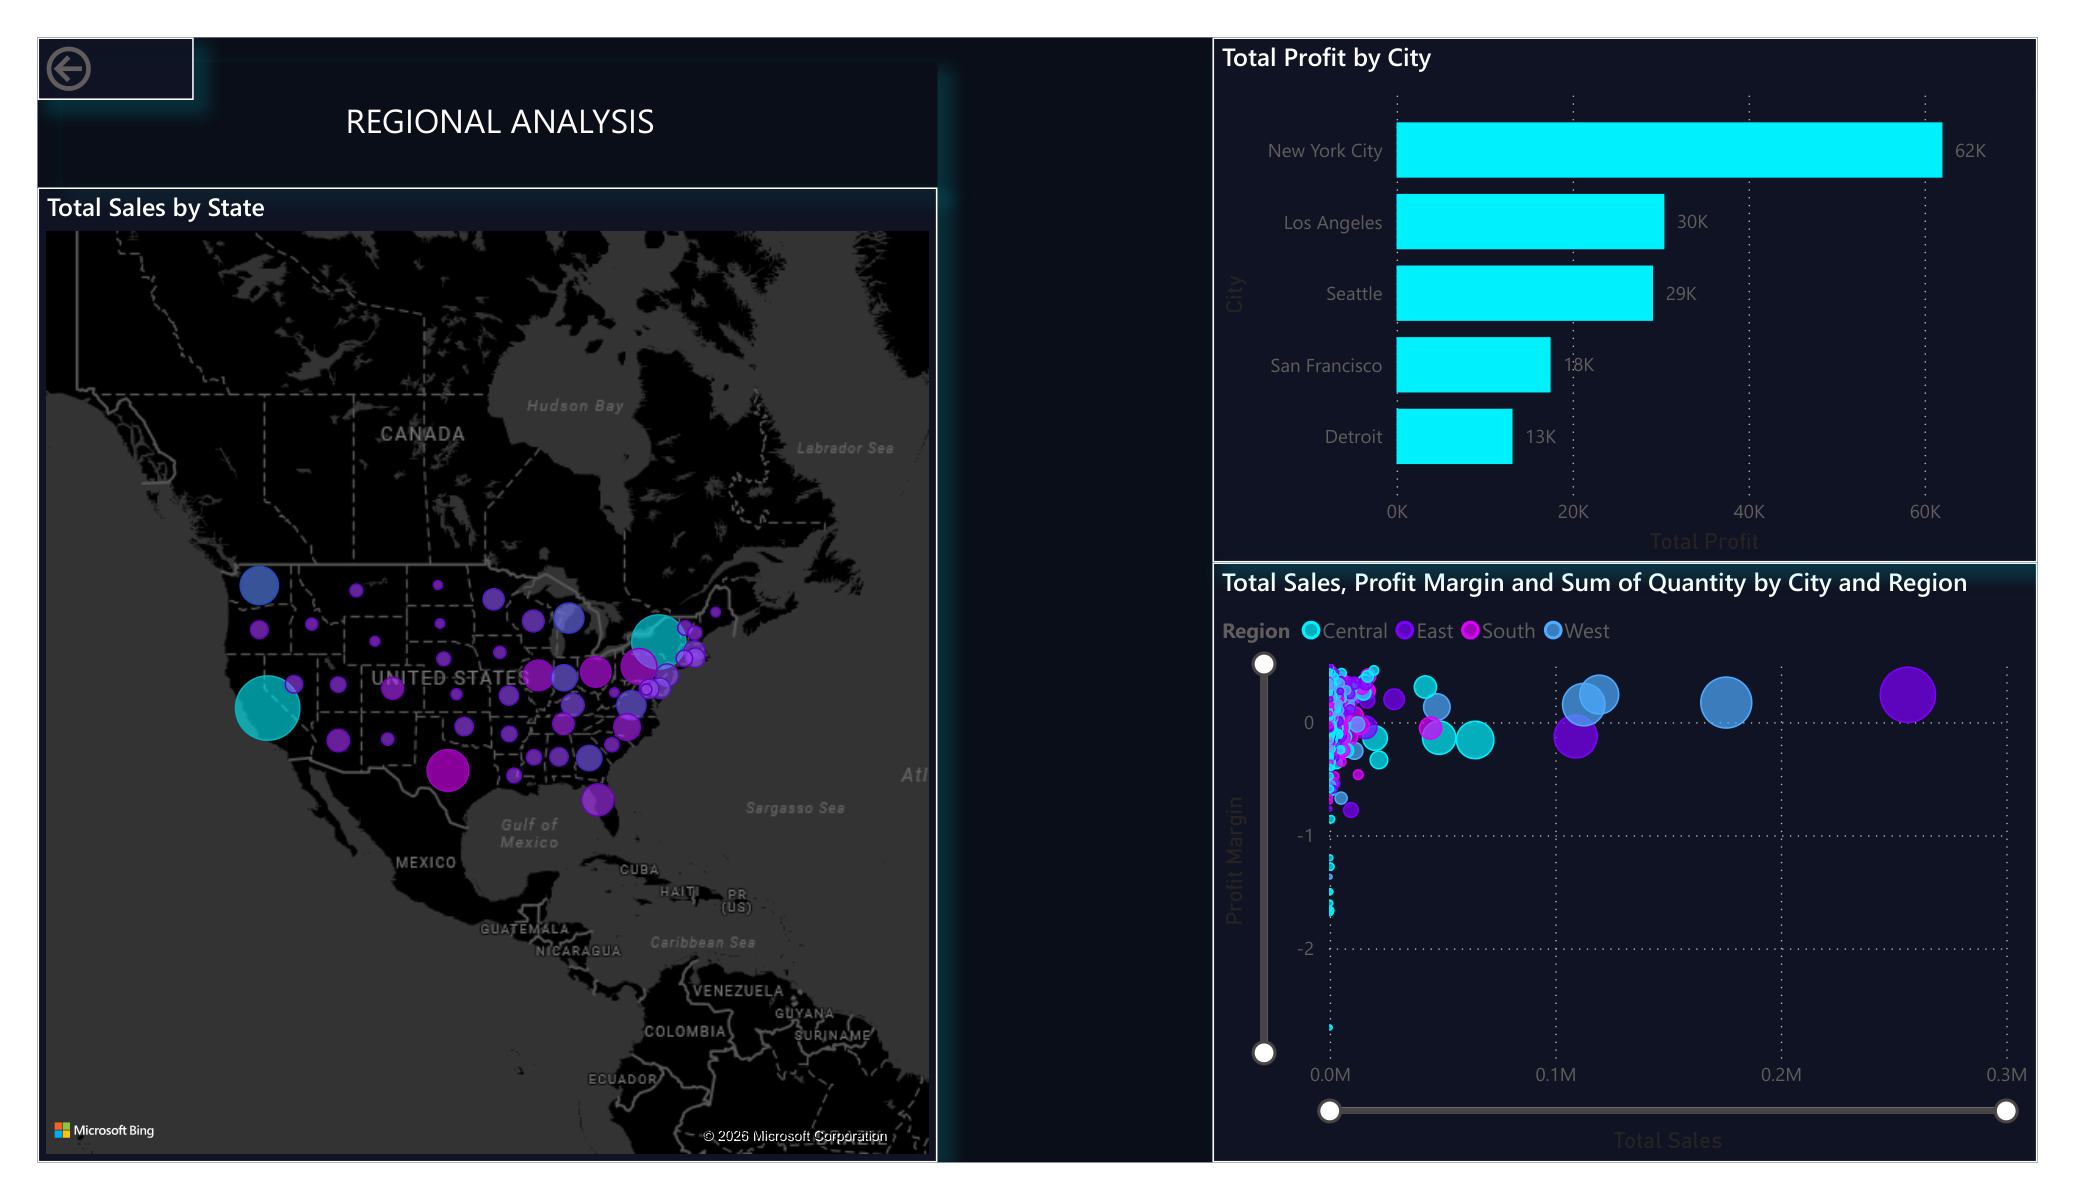 REGIONAL ANALYSIS
Total Sales by State
Hudson Bay
CANADA
Labrador Sea
UNITED STATES
Atl
Sargasso Sea
Gulf of
Mexico
MEXICO
CUBA
HAITI
PR
(US)
GUATEMALA
NICARAGUA
Caribbean Sea
VENEZUELA
GUYANA
SURINAME
COLOMBIA
ECUADOR
BRAZIL
Microsoft Bing
© 2026 Microsoft Corporation
Total Profit by City
City
New York City
62K
Los Angeles
30K
Seattle
29K
San Francisco
18K
Detroit
13K
0K 20K 40K 60K
Total Profit
Total Sales, Profit Margin and Sum of Quantity by City and Region
Region Central East South West
Profit Margin
0
-1
-2
0.0M 0.1M 0.2M 0.3M
Total Sales